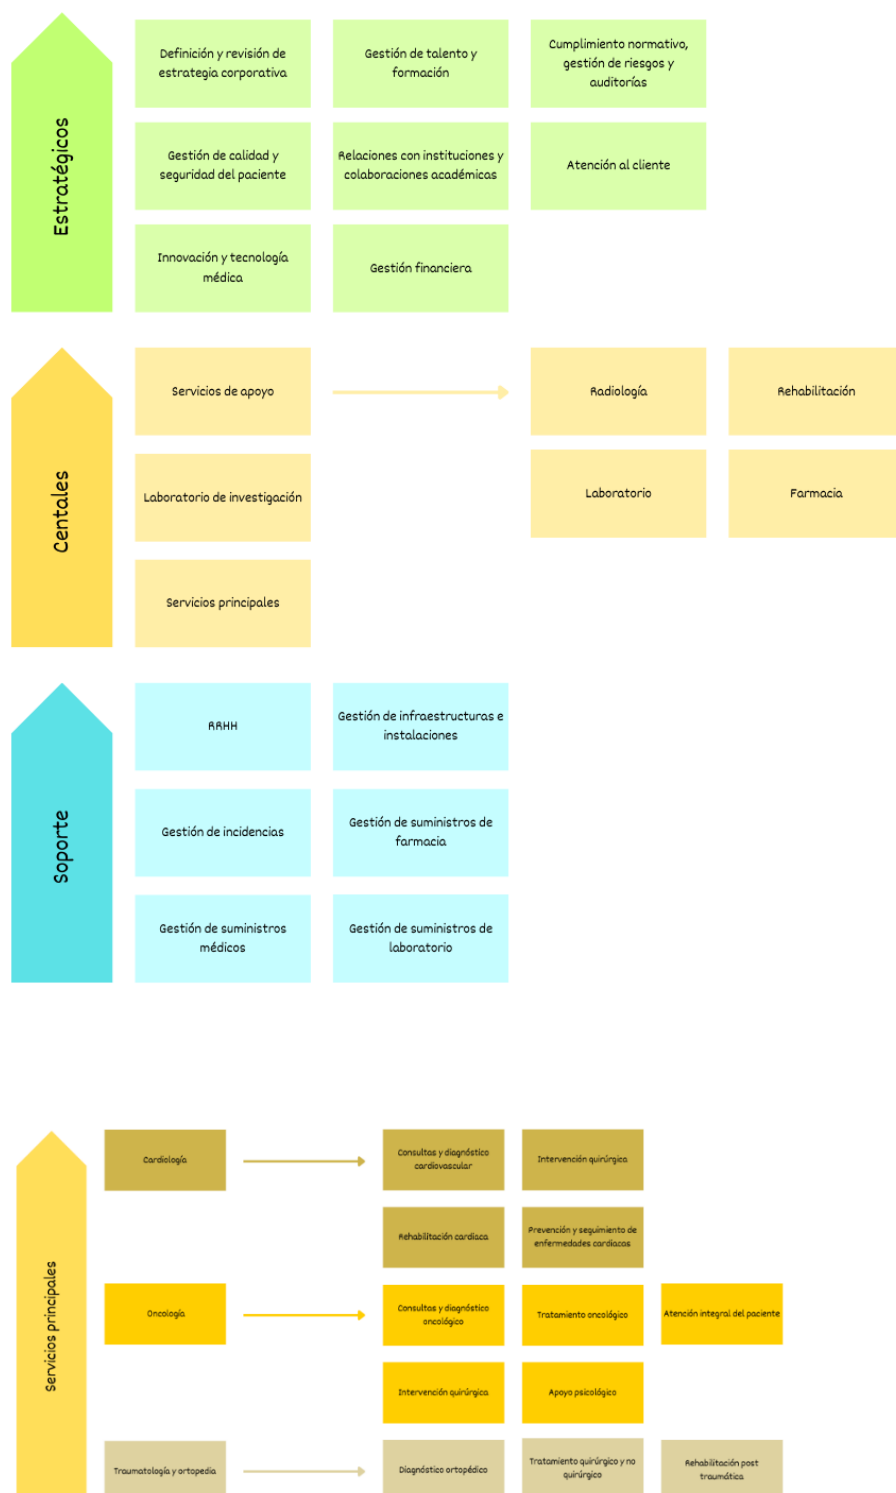 Estratégicos
Definición y revisión de
estrategia corporativa
Gestión de talento y
formación
Cumplimiento normativo,
gestión de riesgos y
auditorías
Gestión de calidad y
seguridad del paciente
Relaciones con instituciones y
colaboraciones académicas
Atención al cliente
Innovación y tecnología
médica
Gestión financiera
Centales
Servicios de apoyo
Radiología
Rehabilitación
Laboratorio
Farmacia
Laboratorio de investigación
Servicios principales
Soporte
RRHH
Gestión de infraestructuras e
instalaciones
Gestión de incidencias
Gestión de suministros de
farmacia
Gestión de suministros
médicos
Gestión de suministros de
laboratorio
Servicios principales
Cardiología
Consultas y diagnóstico
cardiovascular
Intervención quirúrgica
Rehabilitación cardiaca
Prevención y seguimiento de
enfermedades cardiacas
Oncología
Consultas y diagnóstico
oncológico
Tratamiento oncológico
Atención integral del paciente
Intervención quirúrgica
Apoyo psicológico
Traumatología y ortopedia
Diagnóstico ortopédico
Tratamiento quirúrgico y no
quirúrgico
Rehabilitación post
traumática